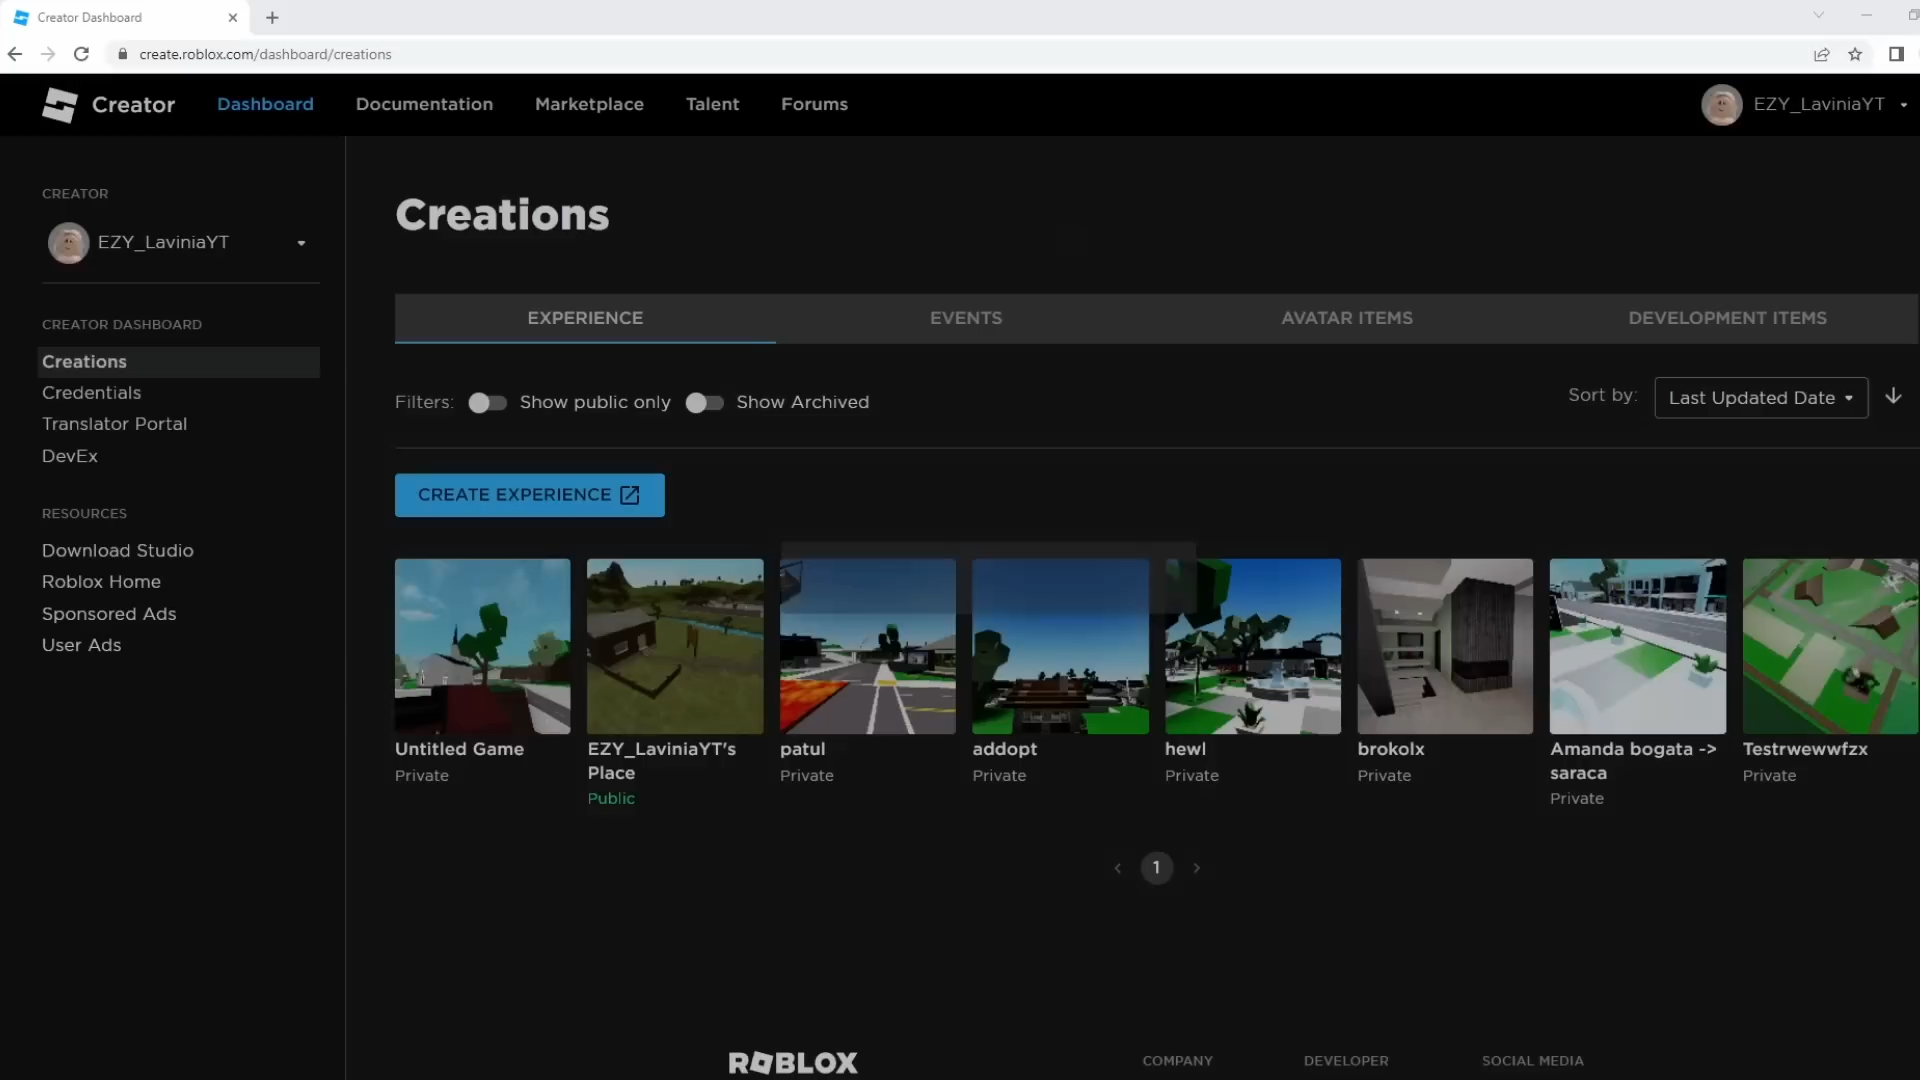 Creator Dashboard
create.roblox.com/dashboard/creations
Creator Dashboard Documentation Marketplace Talent Forums EZY_LaviniaYT
CREATOR
EZY_LaviniaYT
CREATOR DASHBOARD
Creations
Credentials
Translator Portal
DevEx
RESOURCES
Download Studio
Roblox Home
Sponsored Ads
User Ads
Creations
EXPERIENCE EVENTS AVATAR ITEMS DEVELOPMENT ITEMS
Filters: Show public only Show Archived Sort by: Last Updated Date
CREATE EXPERIENCE
Untitled Game
Private
EZY_LaviniaYT's
Place
Public
patul
Private
addopt
Private
hewl
Private
brokolx
Private
Amanda bogata ->
saraca
Private
Testrwewwfzx
Private
1
ROBLOX COMPANY DEVELOPER SOCIAL MEDIA